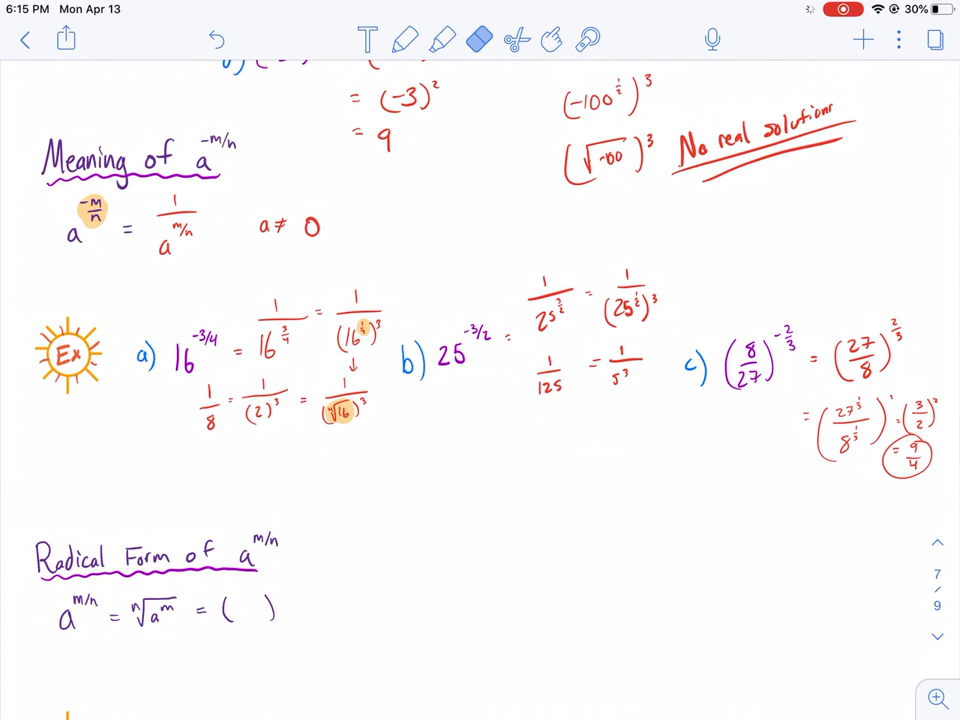 6:15 PM Mon Apr 13
30%
T
= (-3)²
= 9
(-100^{1/2})³
(√-100)³ No real solutions
Meaning of a^{-m/n}
a^{-m/n} = 1/a^{m/n} a ≠ 0
Ex
a) 16^{-3/4} = 1/16^{3/4} = 1/(16^{1/4})³
↓
1/8 = 1/(2)³ = 1/(⁴√16)³
b) 25^{-3/2} = 1/25^{3/2} = 1/(25^{1/2})³
1/125 = 1/5³
c) (8/27)^{-2/3} = (27/8)^{2/3}
= (27^{1/3}/8^{1/3})² = (3/2)²
= 9/4
Radical Form of a^{m/n}
a^{m/n} = ⁿ√a^m = ( )
7
/
9